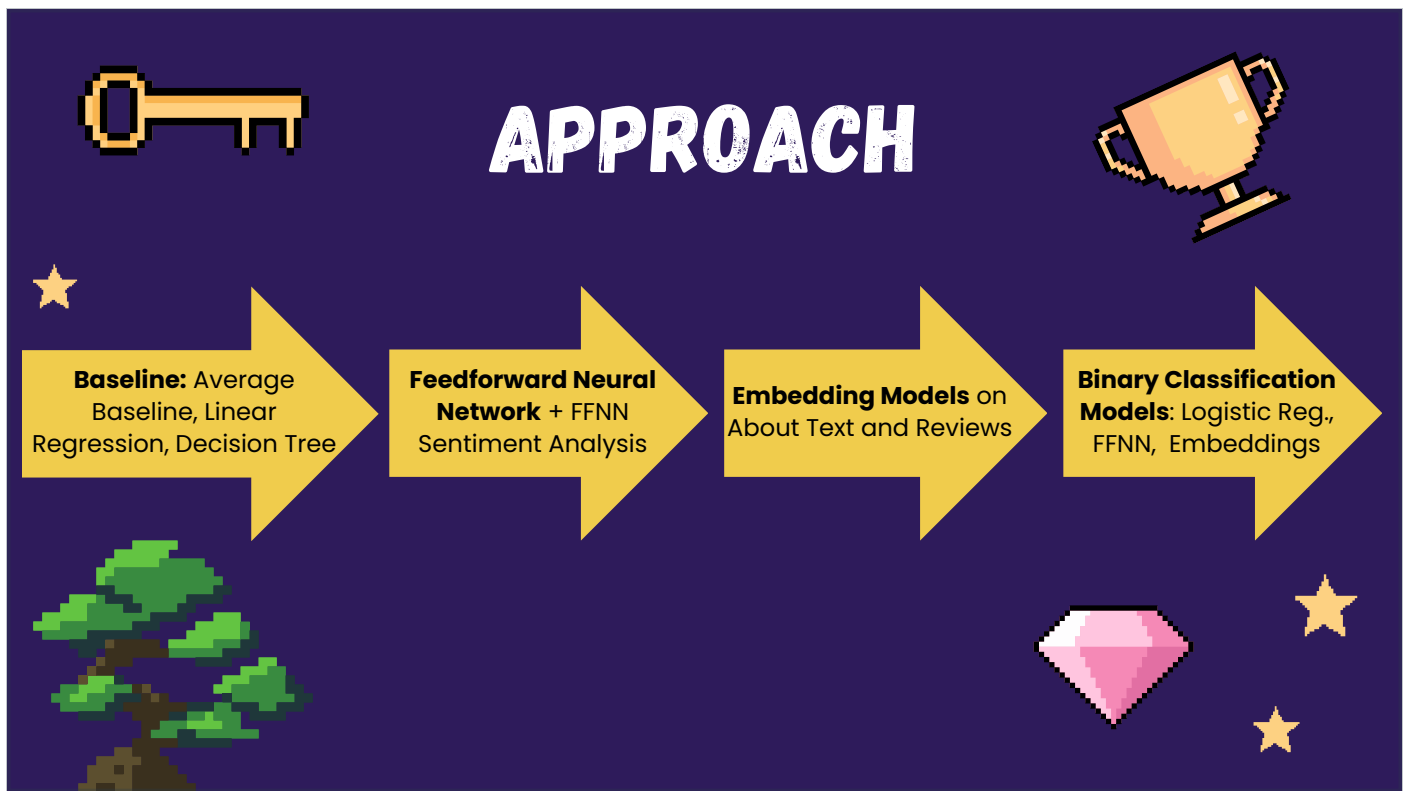 APPROACH
Baseline: Average
Baseline, Linear
Regression, Decision Tree
Feedforward Neural
Network + FFNN
Sentiment Analysis
Embedding Models on
About Text and Reviews
Binary Classification
Models: Logistic Reg.,
FFNN,  Embeddings